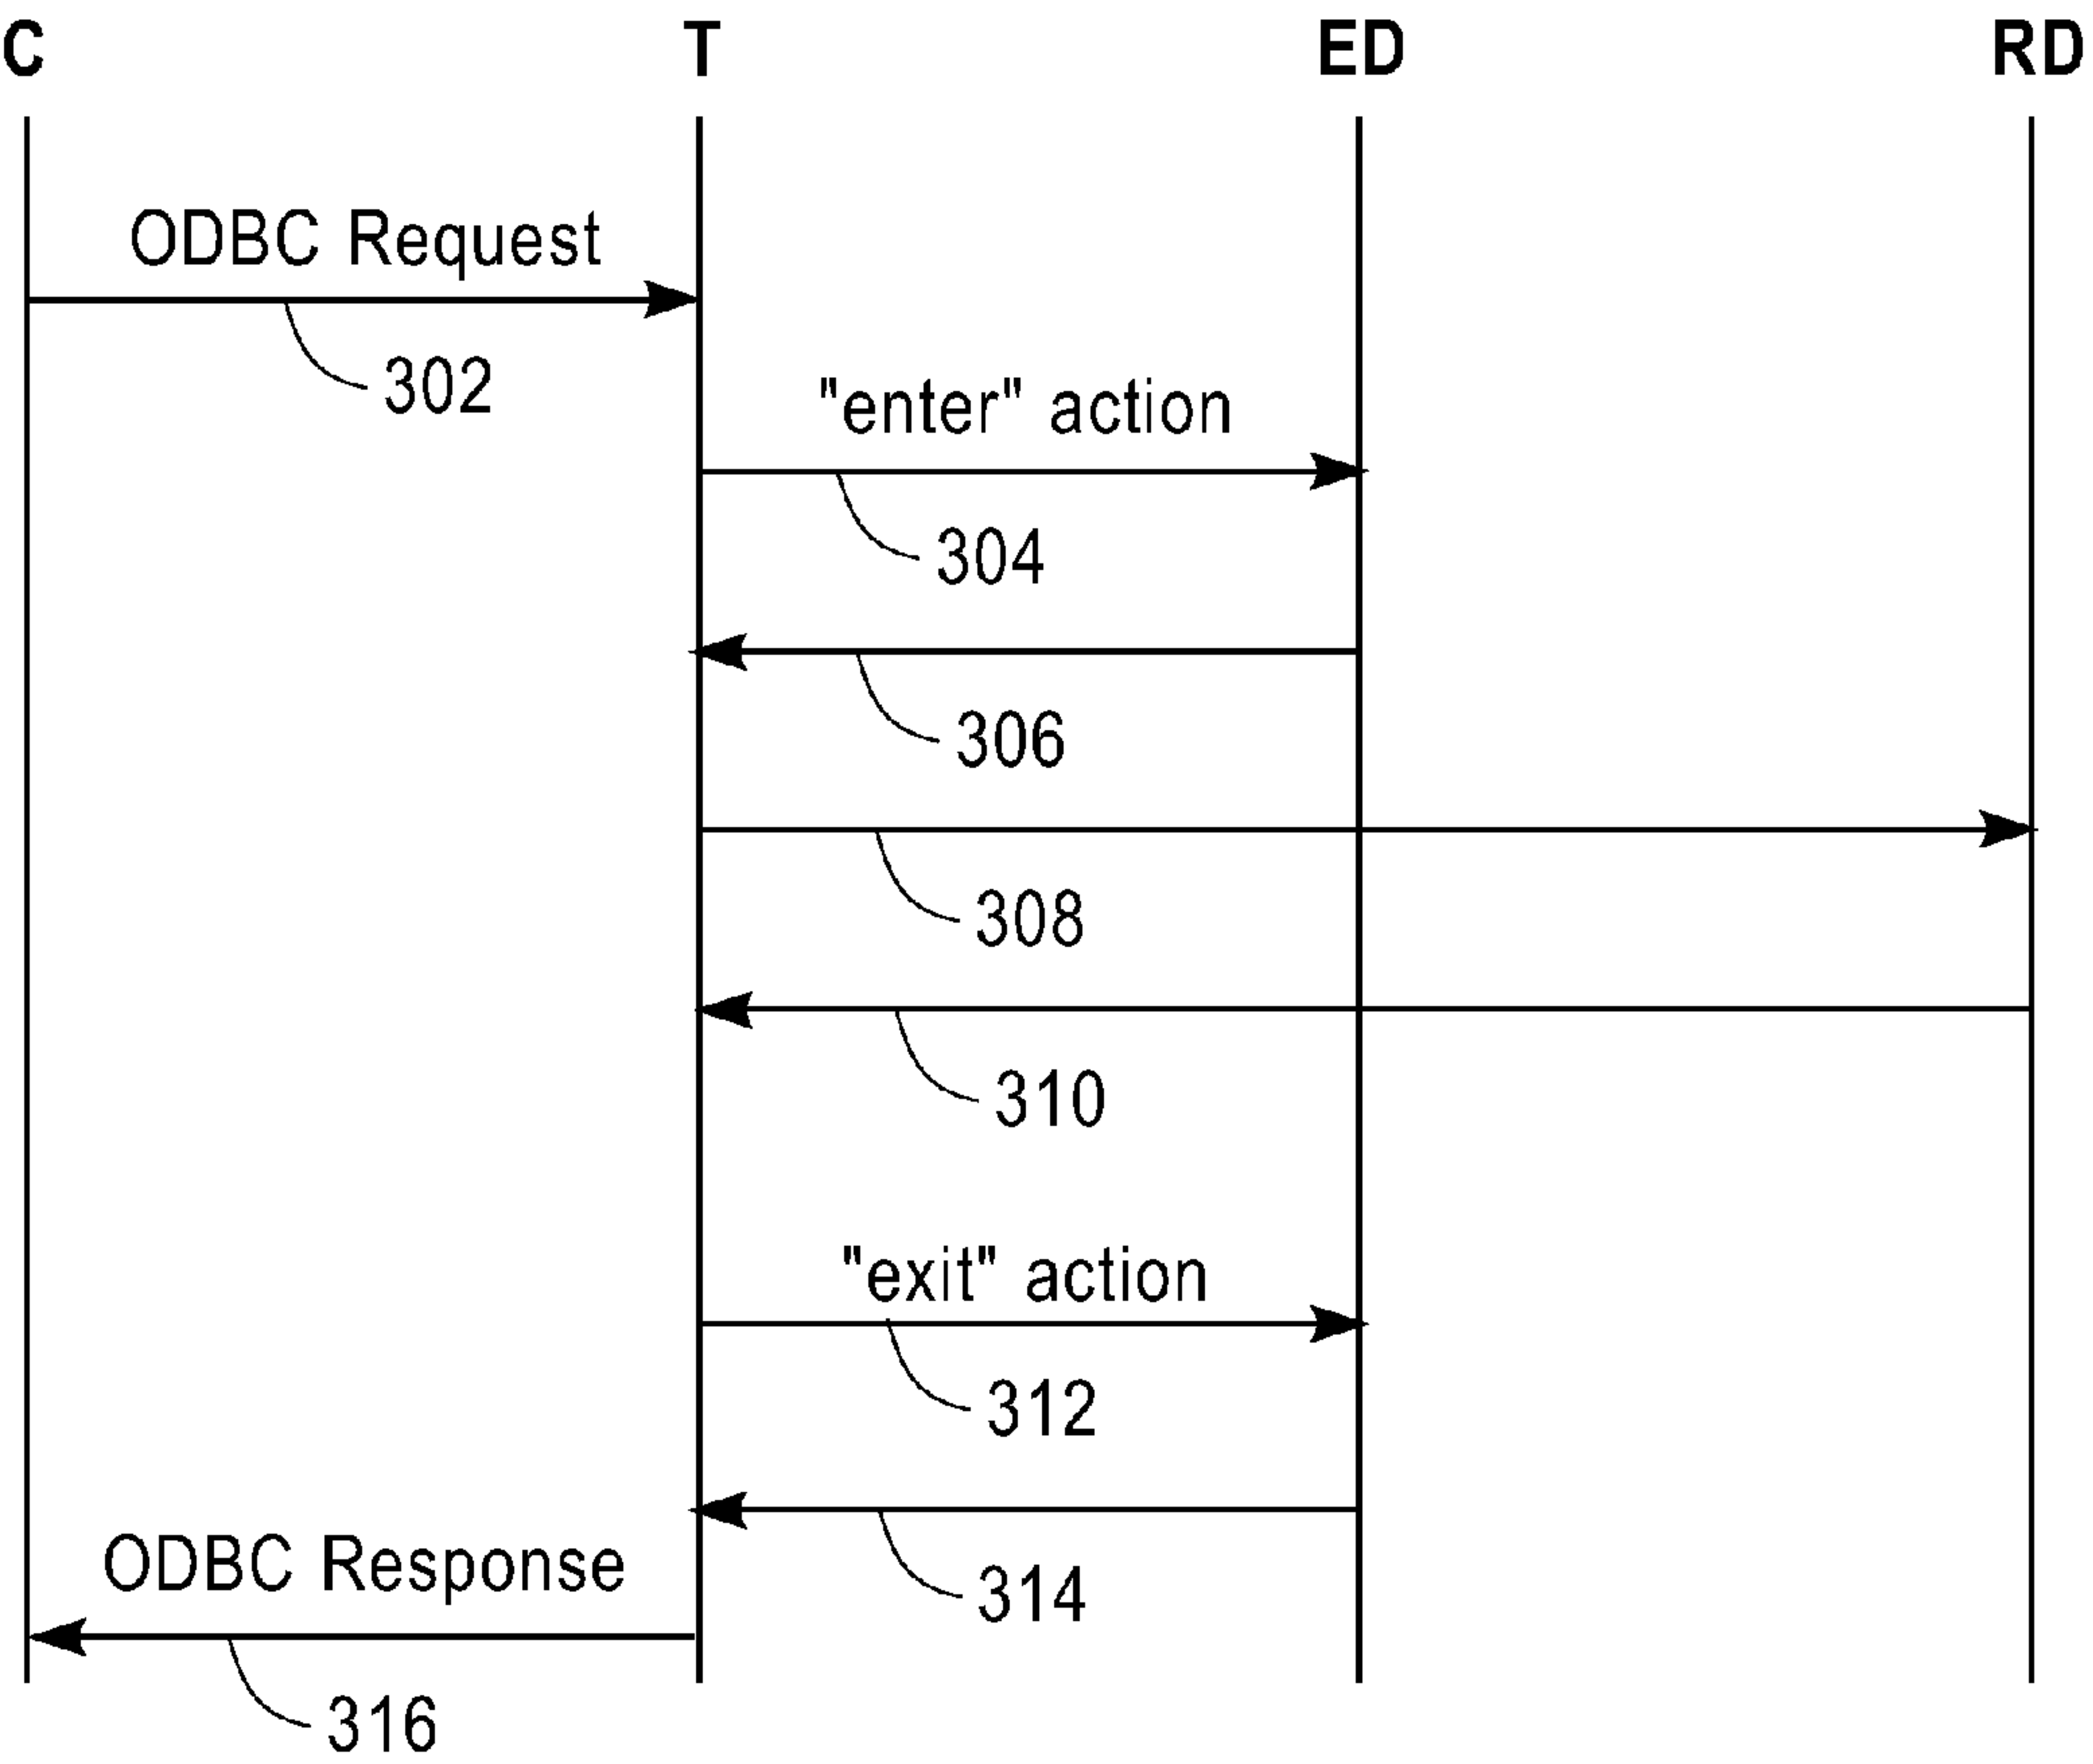 C T ED RD
ODBC Request
302
"enter" action
304
306
308
310
"exit" action
312
314
ODBC Response
316